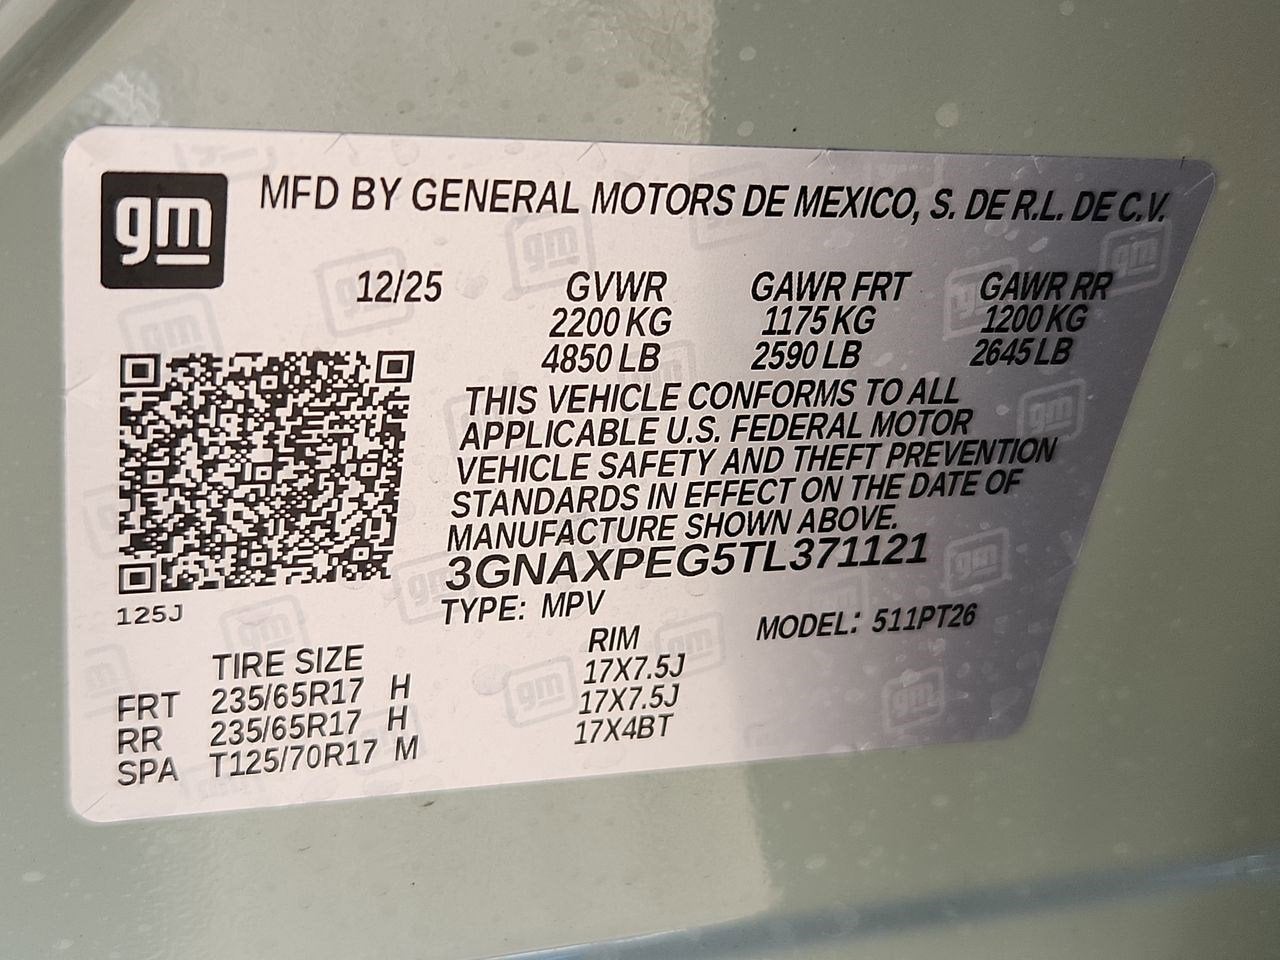 gm MFD BY GENERAL MOTORS DE MEXICO, S. DE R.L. DE C.V.
12/25 GVWR GAWR FRT GAWR RR
2200 KG 1175 KG 1200 KG
4850 LB 2590 LB 2645 LB
THIS VEHICLE CONFORMS TO ALL
APPLICABLE U.S. FEDERAL MOTOR
VEHICLE SAFETY AND THEFT PREVENTION
STANDARDS IN EFFECT ON THE DATE OF
MANUFACTURE SHOWN ABOVE.
3GNAXPEG5TL371121
125J
TYPE: MPV MODEL: 511PT26
TIRE SIZE RIM
FRT 235/65R17 H 17X7.5J
RR 235/65R17 H 17X7.5J
SPA T125/70R17 M 17X4BT